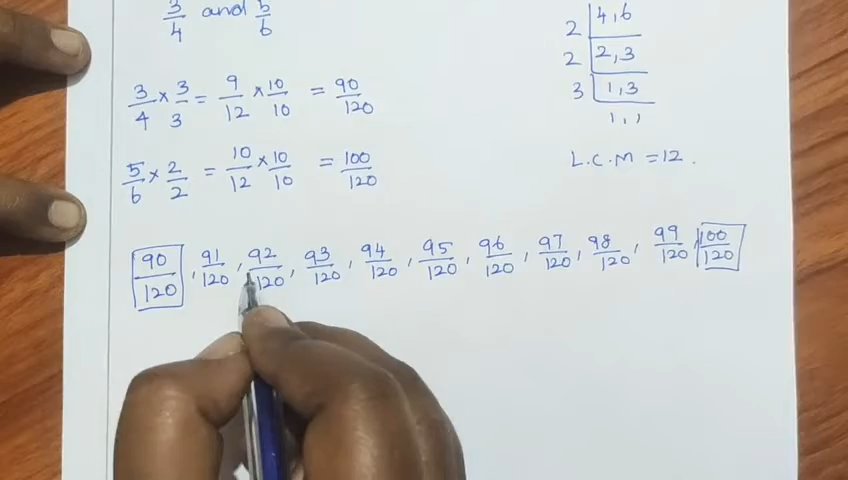 3/4 and 5/6
3/4 × 3/3 = 9/12 × 10/10 = 90/120
5/6 × 2/2 = 10/12 × 10/10 = 100/120
2 | 4, 6
2 | 2, 3
3 | 1, 3
1, 1
L.C.M = 12.
90/120, 91/120, 92/120, 93/120, 94/120, 95/120, 96/120, 97/120, 98/120, 99/120, 100/120